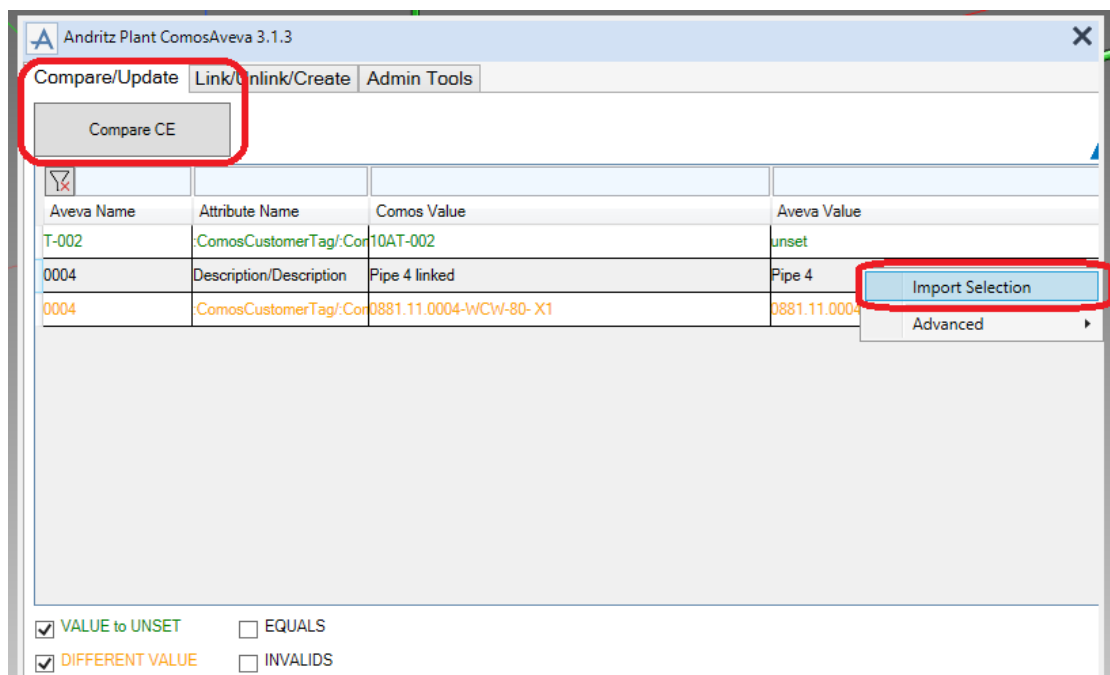 Andritz Plant ComosAveva 3.1.3
Compare/Update Link/Unlink/Create Admin Tools
Compare CE
Aveva Name Attribute Name Comos Value Aveva Value
T-002 :ComosCustomerTag/:Com 10AT-002 unset
0004 Description/Description Pipe 4 linked Pipe 4
0004 :ComosCustomerTag/:Com 0881.11.0004-WCW-80- X1 0881.11.0004
Import Selection
Advanced
VALUE to UNSET EQUALS
DIFFERENT VALUE INVALIDS